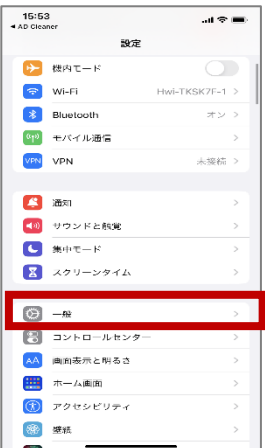 15:53
◀ AD Cleaner
設定
機内モード
Wi-Fi Hwi-TKSK7F-1 >
Bluetooth オン >
モバイル通信 >
VPN VPN 未接続 >
通知 >
サウンドと触覚 >
集中モード >
スクリーンタイム >
一般 >
コントロールセンター >
AA 画面表示と明るさ >
ホーム画面 >
アクセシビリティ >
壁紙 >